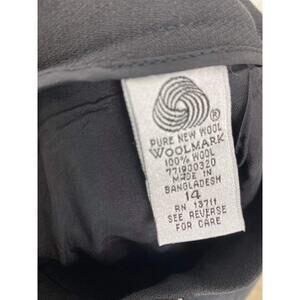 ®
PURE NEW WOOL
WOOLMARK
100% WOOL
771900320
MADE IN
BANGLADESH
14
RN 13711
SEE REVERSE
FOR CARE